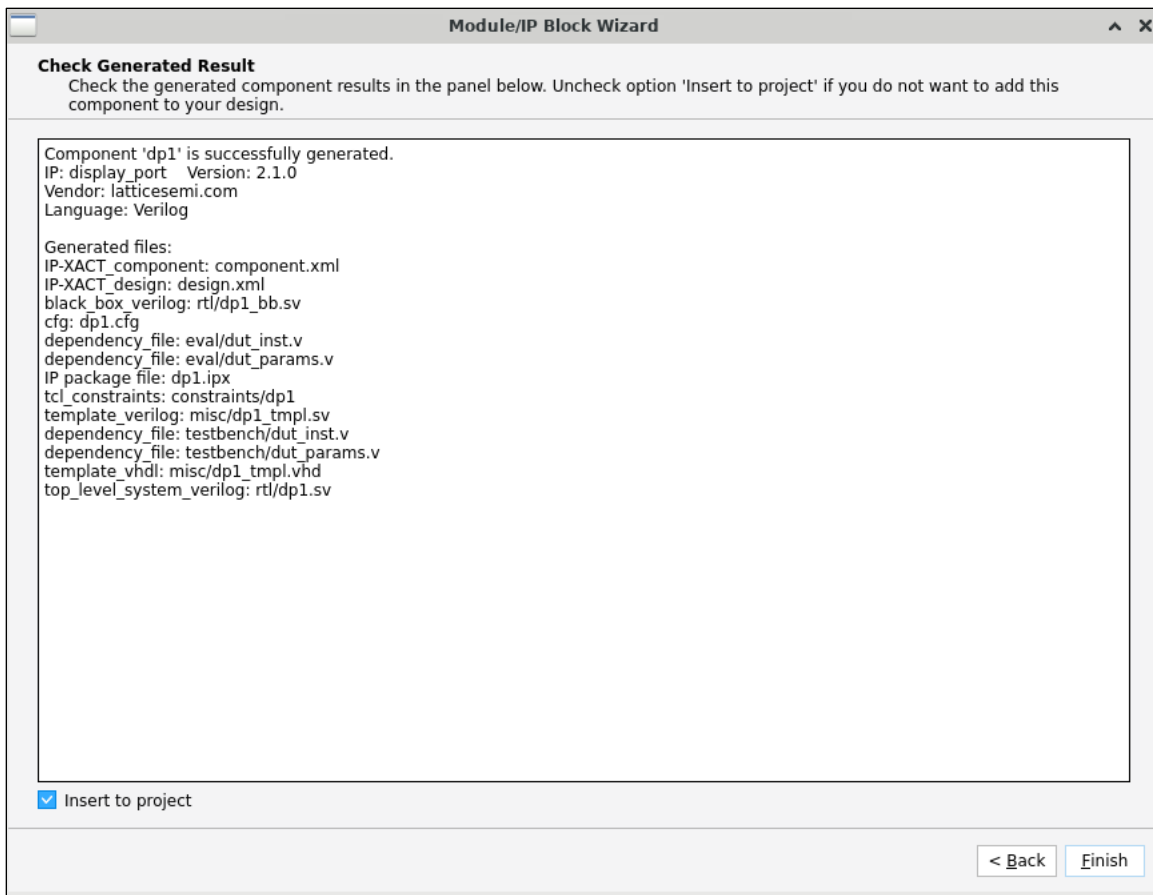 Module/IP Block Wizard
Check Generated Result
Check the generated component results in the panel below. Uncheck option 'Insert to project' if you do not want to add this
component to your design.
Component 'dp1' is successfully generated.
IP: display_port    Version: 2.1.0
Vendor: latticesemi.com
Language: Verilog
Generated files:
IP-XACT_component: component.xml
IP-XACT_design: design.xml
black_box_verilog: rtl/dp1_bb.sv
cfg: dp1.cfg
dependency_file: eval/dut_inst.v
dependency_file: eval/dut_params.v
IP package file: dp1.ipx
tcl_constraints: constraints/dp1
template_verilog: misc/dp1_tmpl.sv
dependency_file: testbench/dut_inst.v
dependency_file: testbench/dut_params.v
template_vhdl: misc/dp1_tmpl.vhd
top_level_system_verilog: rtl/dp1.sv
Insert to project
< Back Finish